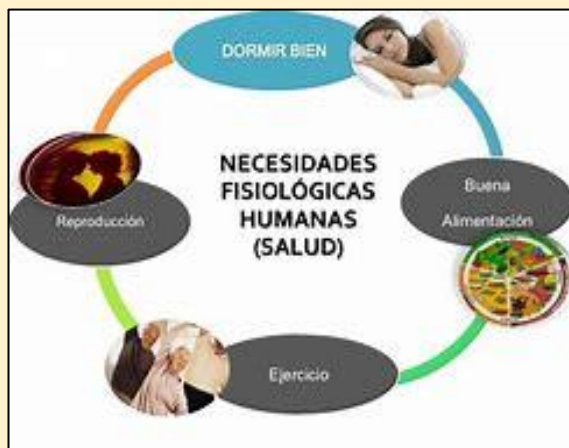 DORMIR BIEN
NECESIDADES
FISIOLÓGICAS
HUMANAS
(SALUD)
Buena
Alimentación
Reproducción
Ejercicio